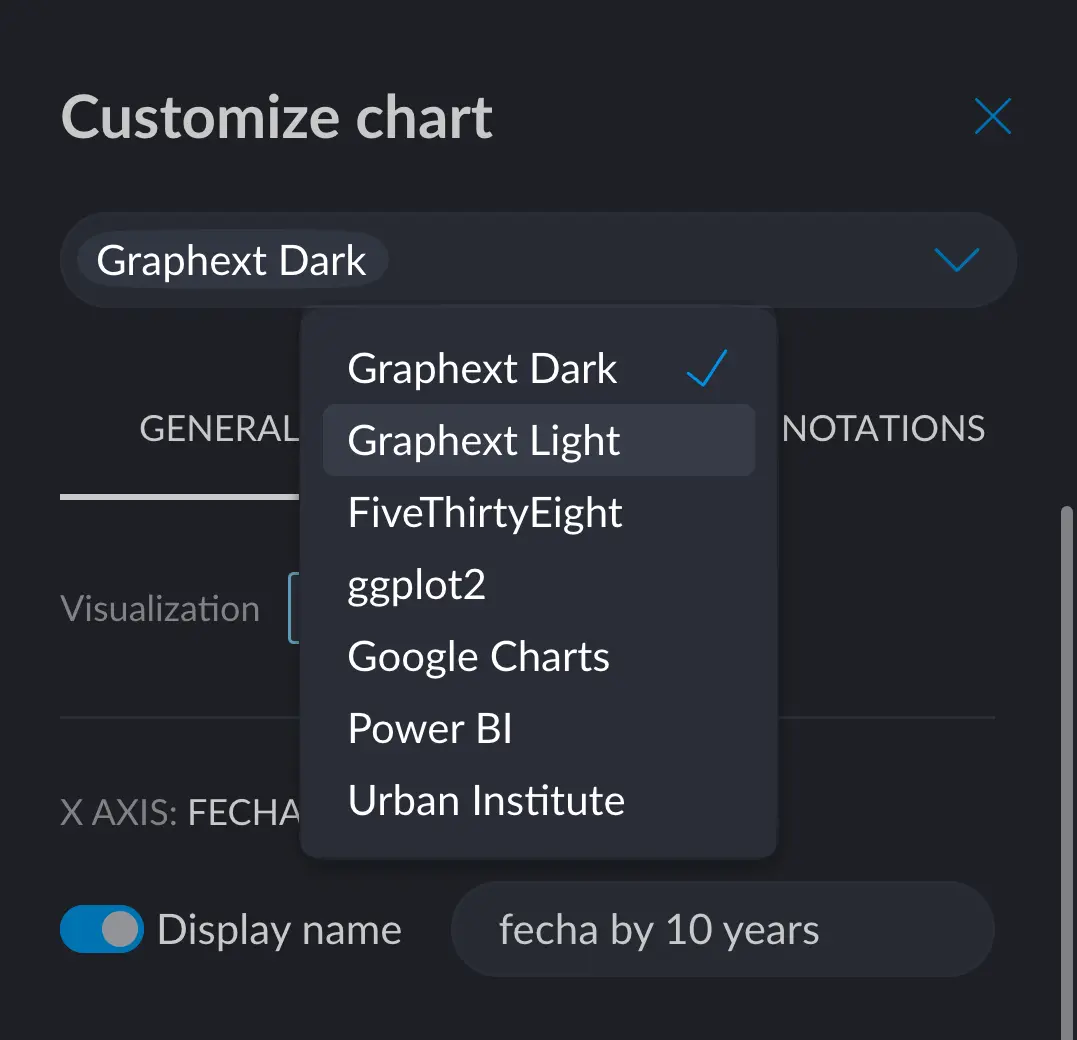 Customize chart
Graphext Dark
Graphext Dark
GENERAL
Graphext Light
NOTATIONS
FiveThirtyEight
ggplot2
Visualization
Google Charts
Power BI
Urban Institute
X AXIS: FECHA
Display name
fecha by 10 years